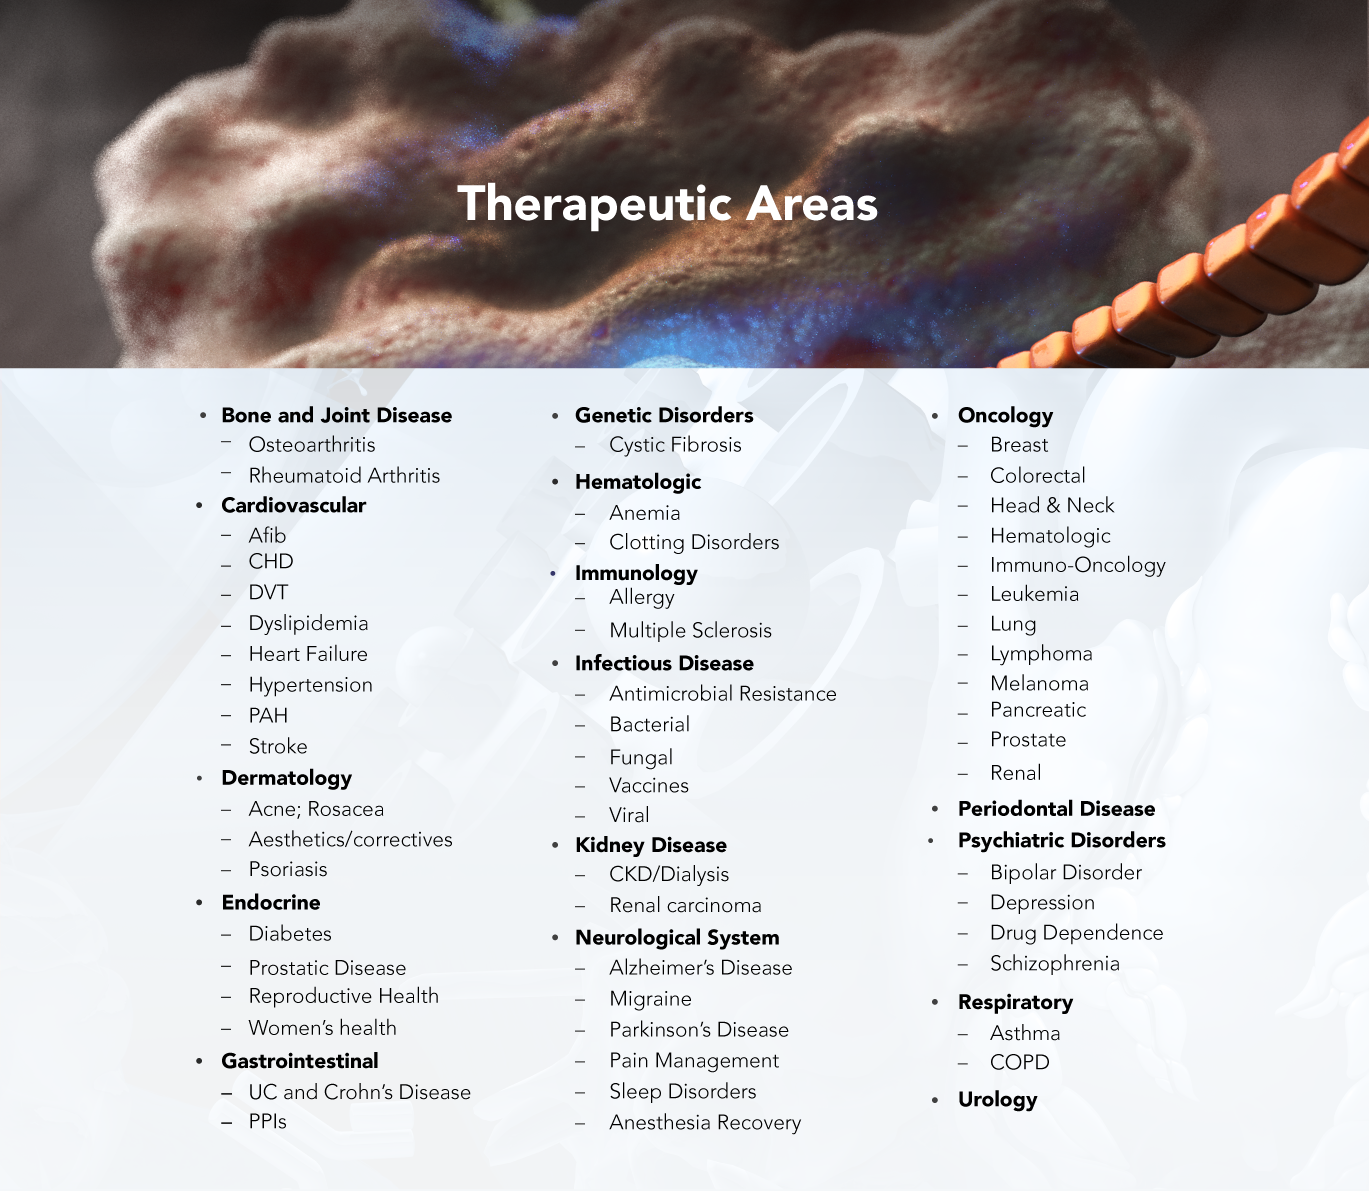 Therapeutic Areas
• Bone and Joint Disease
– Osteoarthritis
– Rheumatoid Arthritis
• Cardiovascular
– Afib
– CHD
– DVT
– Dyslipidemia
– Heart Failure
– Hypertension
– PAH
– Stroke
• Dermatology
– Acne; Rosacea
– Aesthetics/correctives
– Psoriasis
• Endocrine
– Diabetes
– Prostatic Disease
– Reproductive Health
– Women’s health
• Gastrointestinal
– UC and Crohn’s Disease
– PPIs
• Genetic Disorders
– Cystic Fibrosis
• Hematologic
– Anemia
– Clotting Disorders
• Immunology
– Allergy
– Multiple Sclerosis
• Infectious Disease
– Antimicrobial Resistance
– Bacterial
– Fungal
– Vaccines
– Viral
• Kidney Disease
– CKD/Dialysis
– Renal carcinoma
• Neurological System
– Alzheimer’s Disease
– Migraine
– Parkinson’s Disease
– Pain Management
– Sleep Disorders
– Anesthesia Recovery
• Oncology
– Breast
– Colorectal
– Head & Neck
– Hematologic
– Immuno-Oncology
– Leukemia
– Lung
– Lymphoma
– Melanoma
– Pancreatic
– Prostate
– Renal
• Periodontal Disease
• Psychiatric Disorders
– Bipolar Disorder
– Depression
– Drug Dependence
– Schizophrenia
• Respiratory
– Asthma
– COPD
• Urology